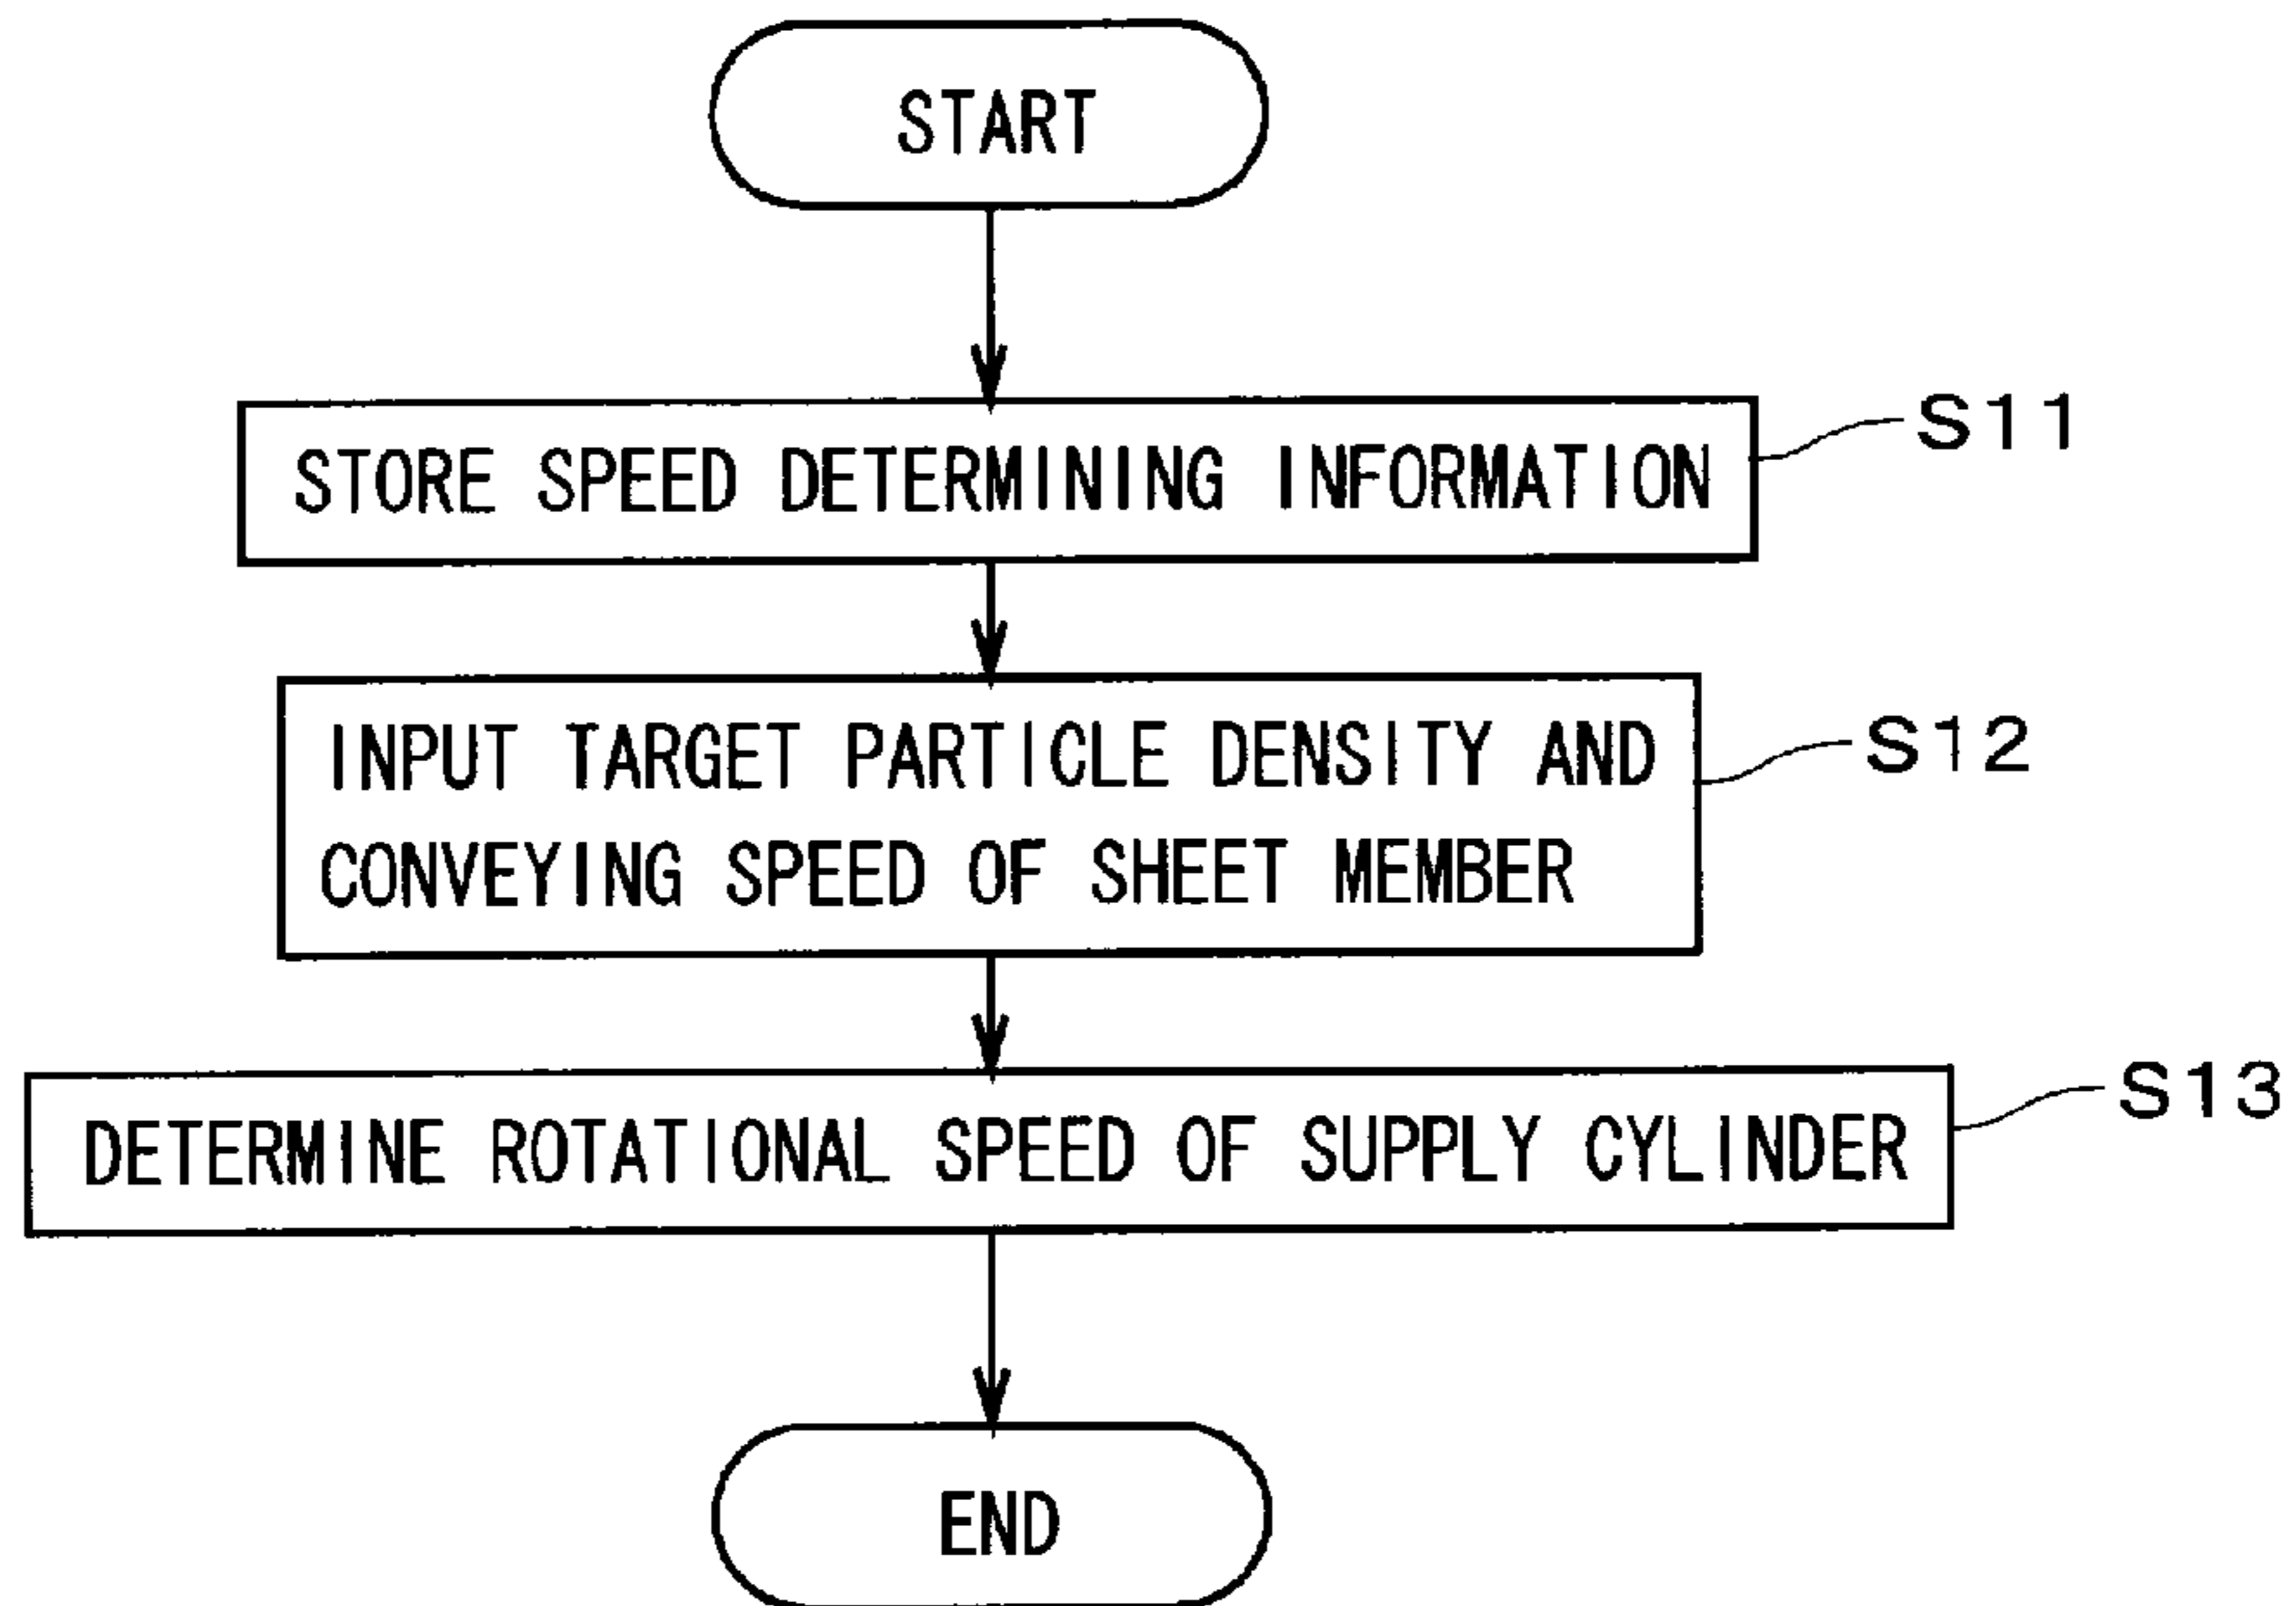 START
STORE SPEED DETERMINING INFORMATION
S11
INPUT TARGET PARTICLE DENSITY AND
CONVEYING SPEED OF SHEET MEMBER
S12
DETERMINE ROTATIONAL SPEED OF SUPPLY CYLINDER
S13
END